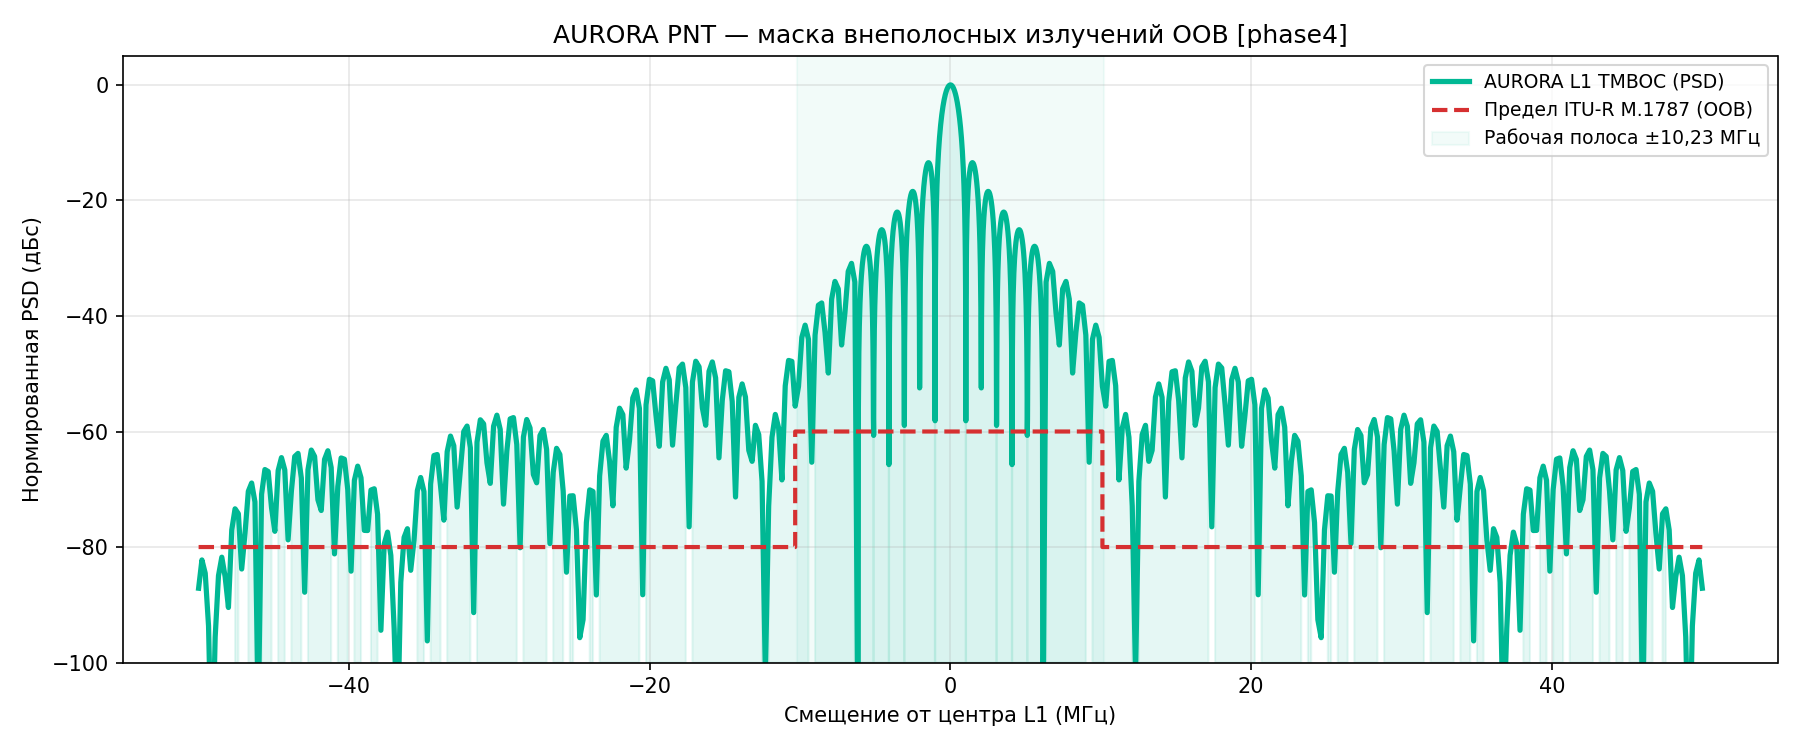 AURORA PNT — маска внеполосных излучений OOB [phase4]
AURORA L1 TMBOC (PSD)
Предел ITU-R M.1787 (OOB)
Рабочая полоса ±10,23 МГц
Нормированная PSD (дБс)
0
−20
−40
−60
−80
−100
−40
−20
0
20
40
Смещение от центра L1 (МГц)